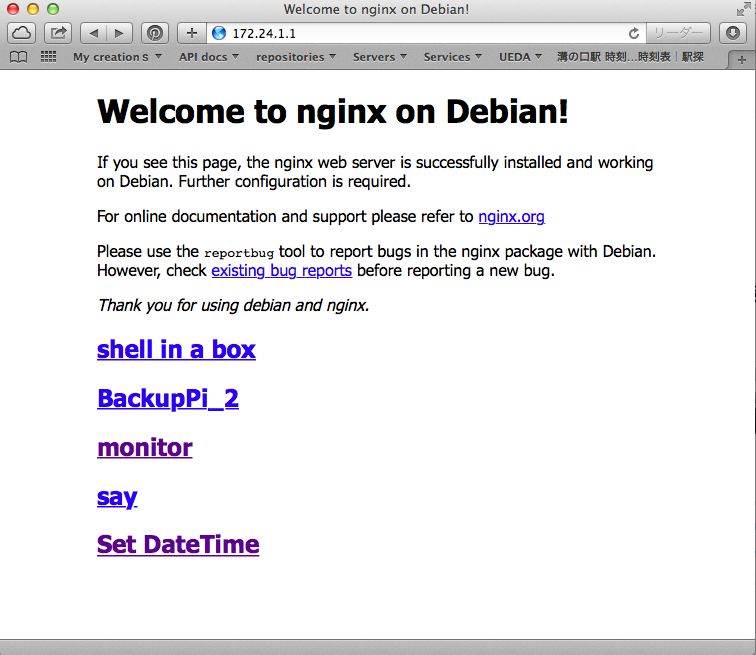 Welcome to nginx on Debian!
172.24.1.1
リーダー
My creation s
API docs
repositories
Servers
Services
UEDA
溝の口駅 時刻...時刻表｜駅探
Welcome to nginx on Debian!
If you see this page, the nginx web server is successfully installed and working
on Debian. Further configuration is required.
For online documentation and support please refer to nginx.org
Please use the reportbug tool to report bugs in the nginx package with Debian.
However, check existing bug reports before reporting a new bug.
Thank you for using debian and nginx.
shell in a box
BackupPi_2
monitor
say
Set DateTime